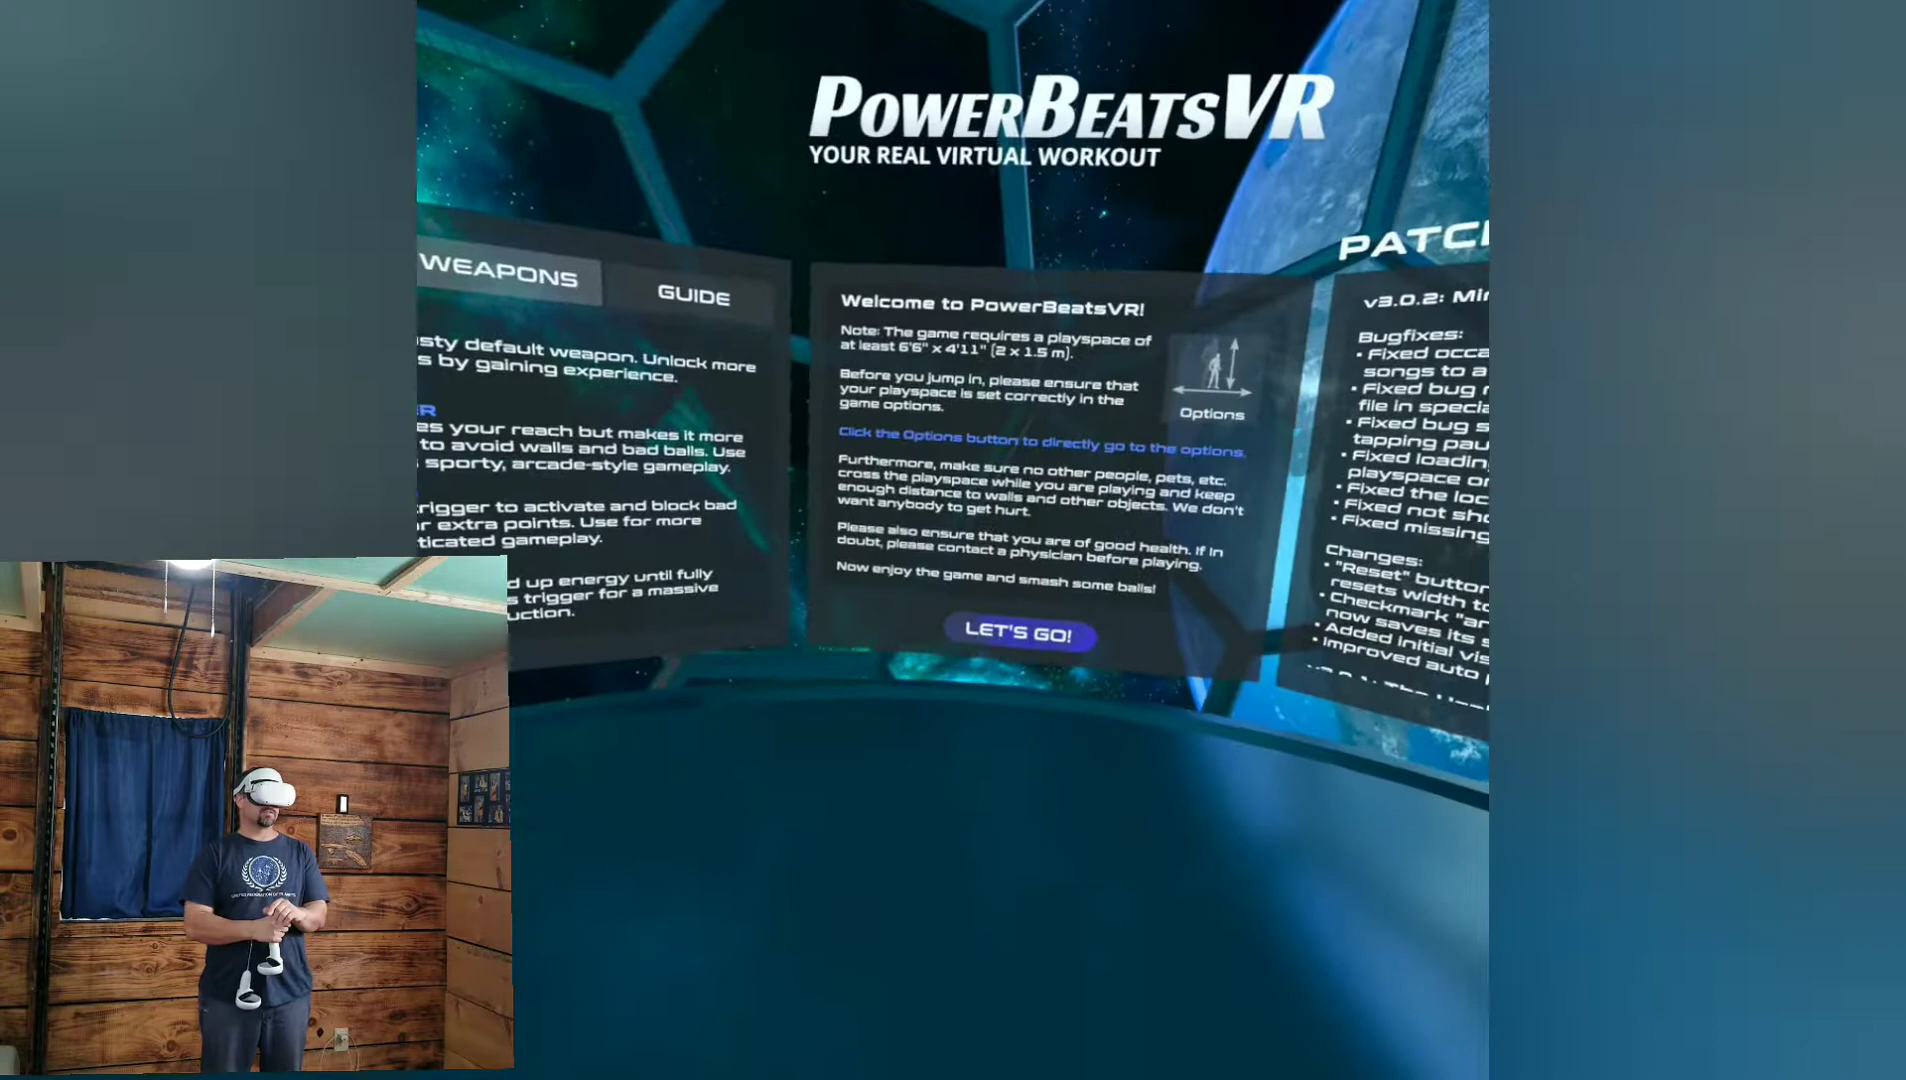 POWERBEATSVR
YOUR REAL VIRTUAL WORKOUT
WEAPONS
GUIDE
default weapon. Unlock more
by gaining experience.
your reach but makes it more
to avoid walls and bad balls. Use
sporty, arcade-style gameplay.
to activate and block bad
extra points. Use for more
gameplay.
up energy until fully
trigger for a massive
Welcome to PowerBeatsVR!
Note: The game requires a playspace of
at least 6'6" x 4'11" (2 x 1.5 m).
Before you jump in, please ensure that
your playspace is set correctly in the
game options.
Options
Click the Options button to directly go to the options.
Furthermore, make sure no other people, pets, etc.
cross the playspace while you are playing and keep
enough distance to walls and other objects. We don't
want anybody to get hurt.
Please also ensure that you are of good health. If in
doubt, please contact a physician before playing.
Now enjoy the game and smash some balls!
LET'S GO!
PATC
v3.0.2: Mi
Bugfixes:
• Fixed occa
songs to a
• Fixed bug
file in specia
• Fixed bug s
tapping pau
• Fixed loadin
playspace o
• Fixed the loc
• Fixed not sh
• Fixed missing
Changes:
• "Reset" button
resets width to
• Checkmark "ar
now saves its s
• Added initial vis
• Improved auto
UNITED FEDERATION OF PLANETS